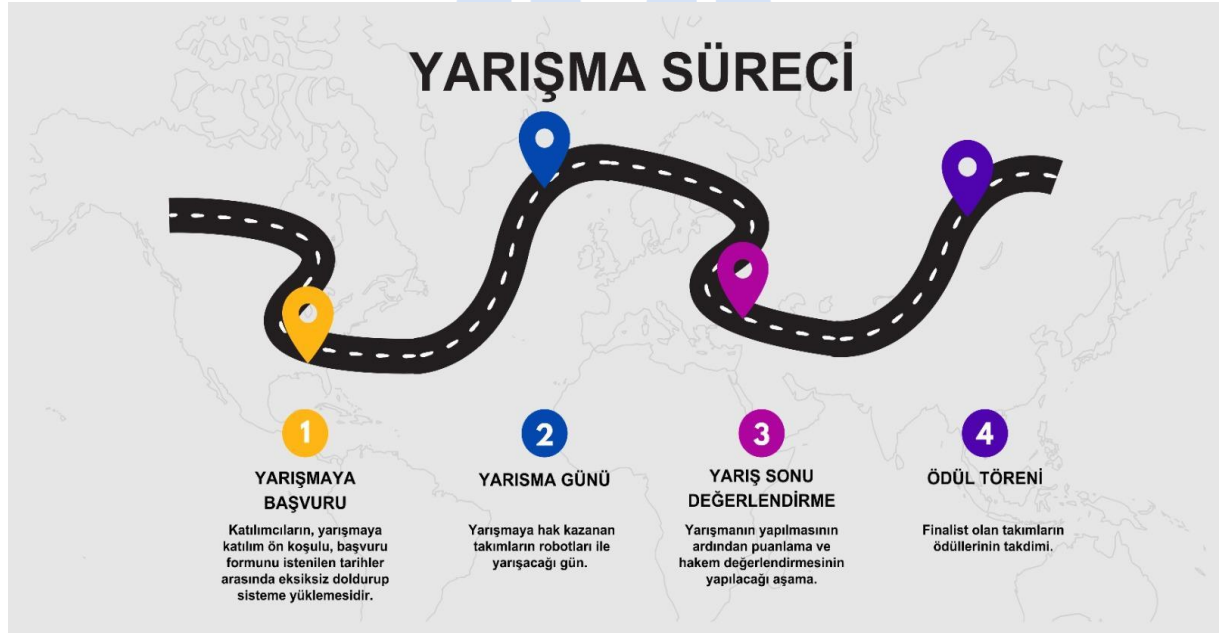 YARIŞMA SÜRECİ
1
YARIŞMAYA
BAŞVURU
Katılımcıların, yarışmaya
katılım ön koşulu, başvuru
formunu istenilen tarihler
arasında eksiksiz doldurup
sisteme yüklemesidir.
2
YARISMA GÜNÜ
Yarışmaya hak kazanan
takımların robotları ile
yarışacağı gün.
3
YARIŞ SONU
DEĞERLENDİRME
Yarışmanın yapılmasının
ardından puanlama ve
hakem değerlendirmesinin
yapılacağı aşama.
4
ÖDÜL TÖRENİ
Finalist olan takımların
ödüllerinin takdimi.